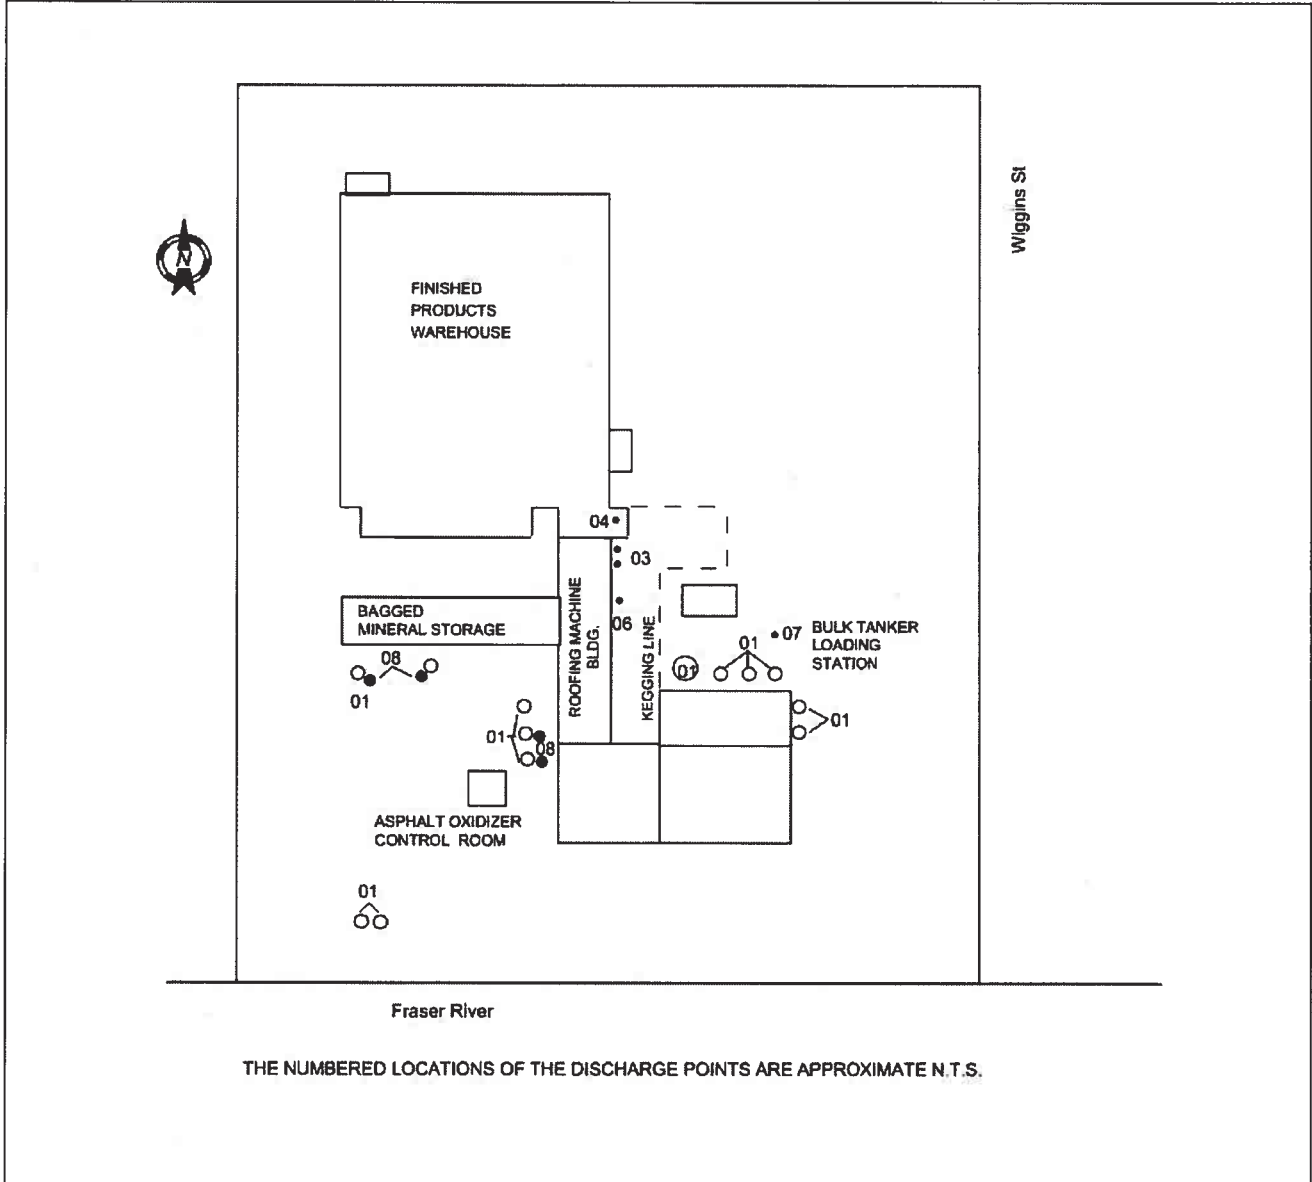 Wiggins St
N
FINISHED
PRODUCTS
WAREHOUSE
04
03
06
ROOFING MACHINE
BLDG.
KEGGING LINE
BAGGED
MINERAL STORAGE
08
01
01
01
07
BULK TANKER
LOADING
STATION
01
01
08
ASPHALT OXIDIZER
CONTROL ROOM
01
Fraser River
THE NUMBERED LOCATIONS OF THE DISCHARGE POINTS ARE APPROXIMATE N.T.S.